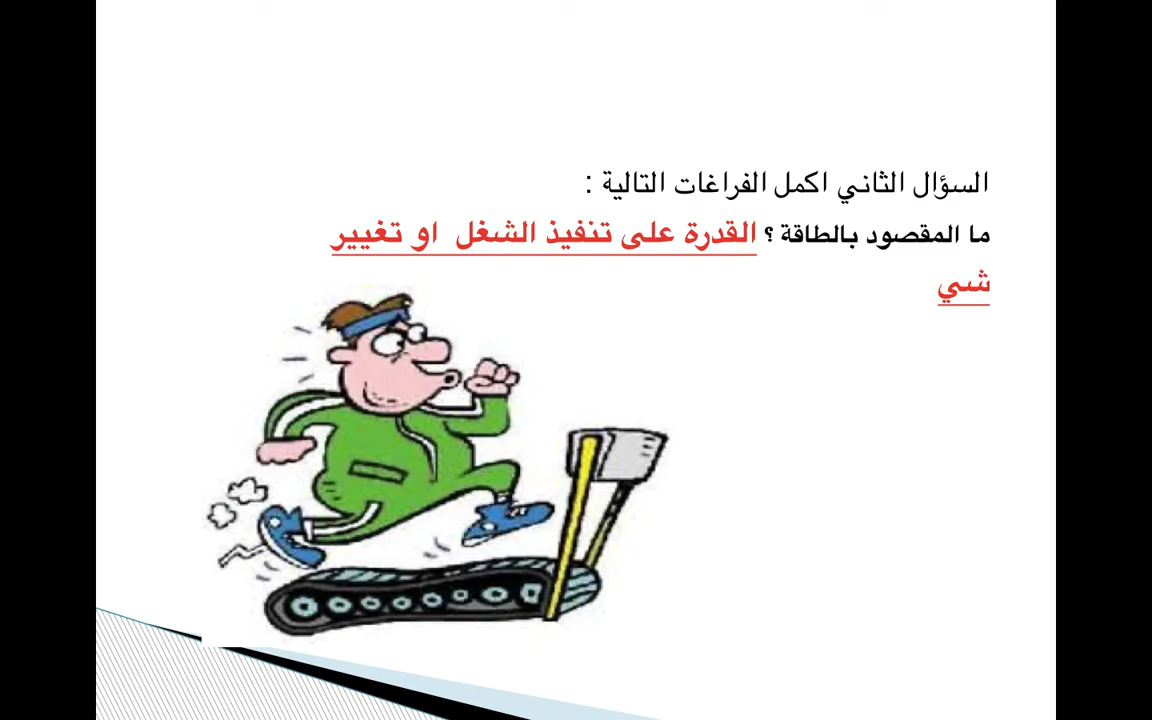 السؤال الثاني اكمل الفراغات التالية :
ما المقصود بالطاقة ؟ القدرة على تنفيذ الشغل او تغيير
شي